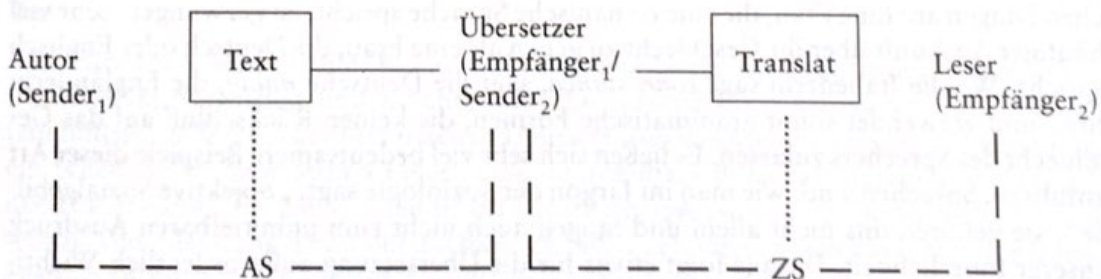 Übersetzer
Autor Text (Empfänger₁/ Translat Leser
(Sender₁) Sender₂) (Empfänger₂)
AS ZS